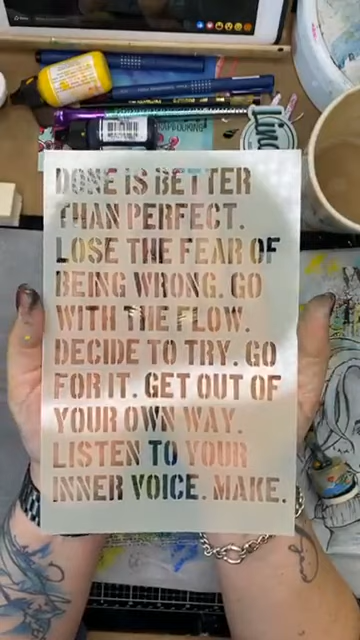 DONE IS BETTER
THAN PERFECT.
LOSE THE FEAR OF
BEING WRONG. GO
WITH THE FLOW.
DECIDE TO TRY. GO
FOR IT. GET OUT OF
YOUR OWN WAY.
LISTEN TO YOUR
INNER VOICE. MAKE.